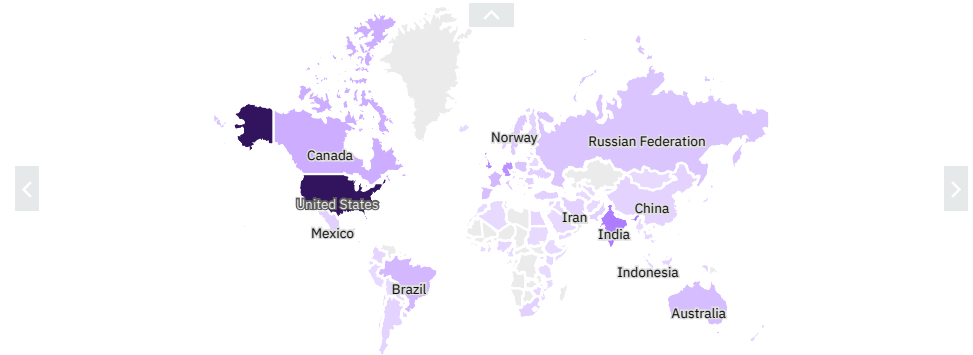 Norway
Russian Federation
Canada
United States
China
Iran
Mexico
India
Indonesia
Brazil
Australia